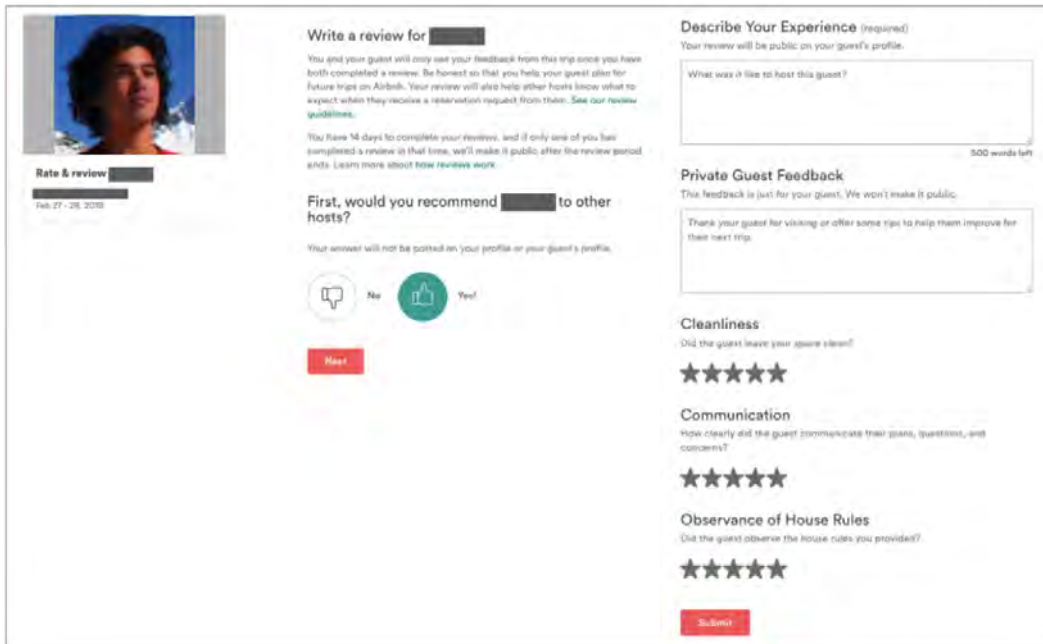 Rate & review
Feb 27 - 28, 2018
Write a review for
You and your guest will only see your feedback from this trip once you have
both completed a review. Be honest so that you help your guest plan for
future trips on Airbnb. Your review will also help other hosts know what to
expect when they receive a reservation request from them. See our review
guidelines.
You have 14 days to complete your reviews, and if only one of you has
completed a review in that time, we'll make it public after the review period
ends. Learn more about how reviews work.
First, would you recommend to other
hosts?
Your answer will not be posted on your profile or your guest's profile.
No Yes!
Next
Describe Your Experience (required)
Your review will be public on your guest's profile.
What was it like to host this guest?
500 words left
Private Guest Feedback
This feedback is just for your guest. We won't make it public.
Thank your guest for visiting or offer some tips to help them improve for
their next trip.
Cleanliness
Did the guest leave your space clean?
Communication
How clearly did the guest communicate their plans, questions, and
concerns?
Observance of House Rules
Did the guest observe the house rules you provided?
Submit